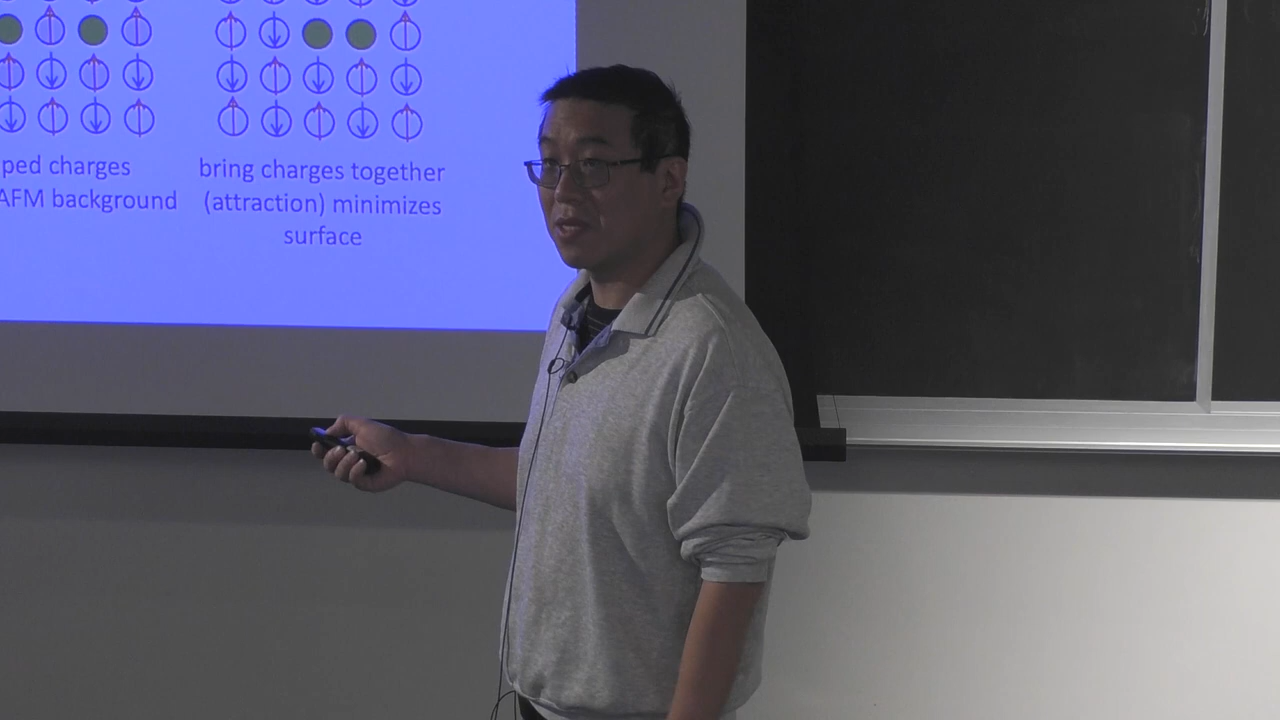 ped charges
AFM background
bring charges together
(attraction) minimizes
surface